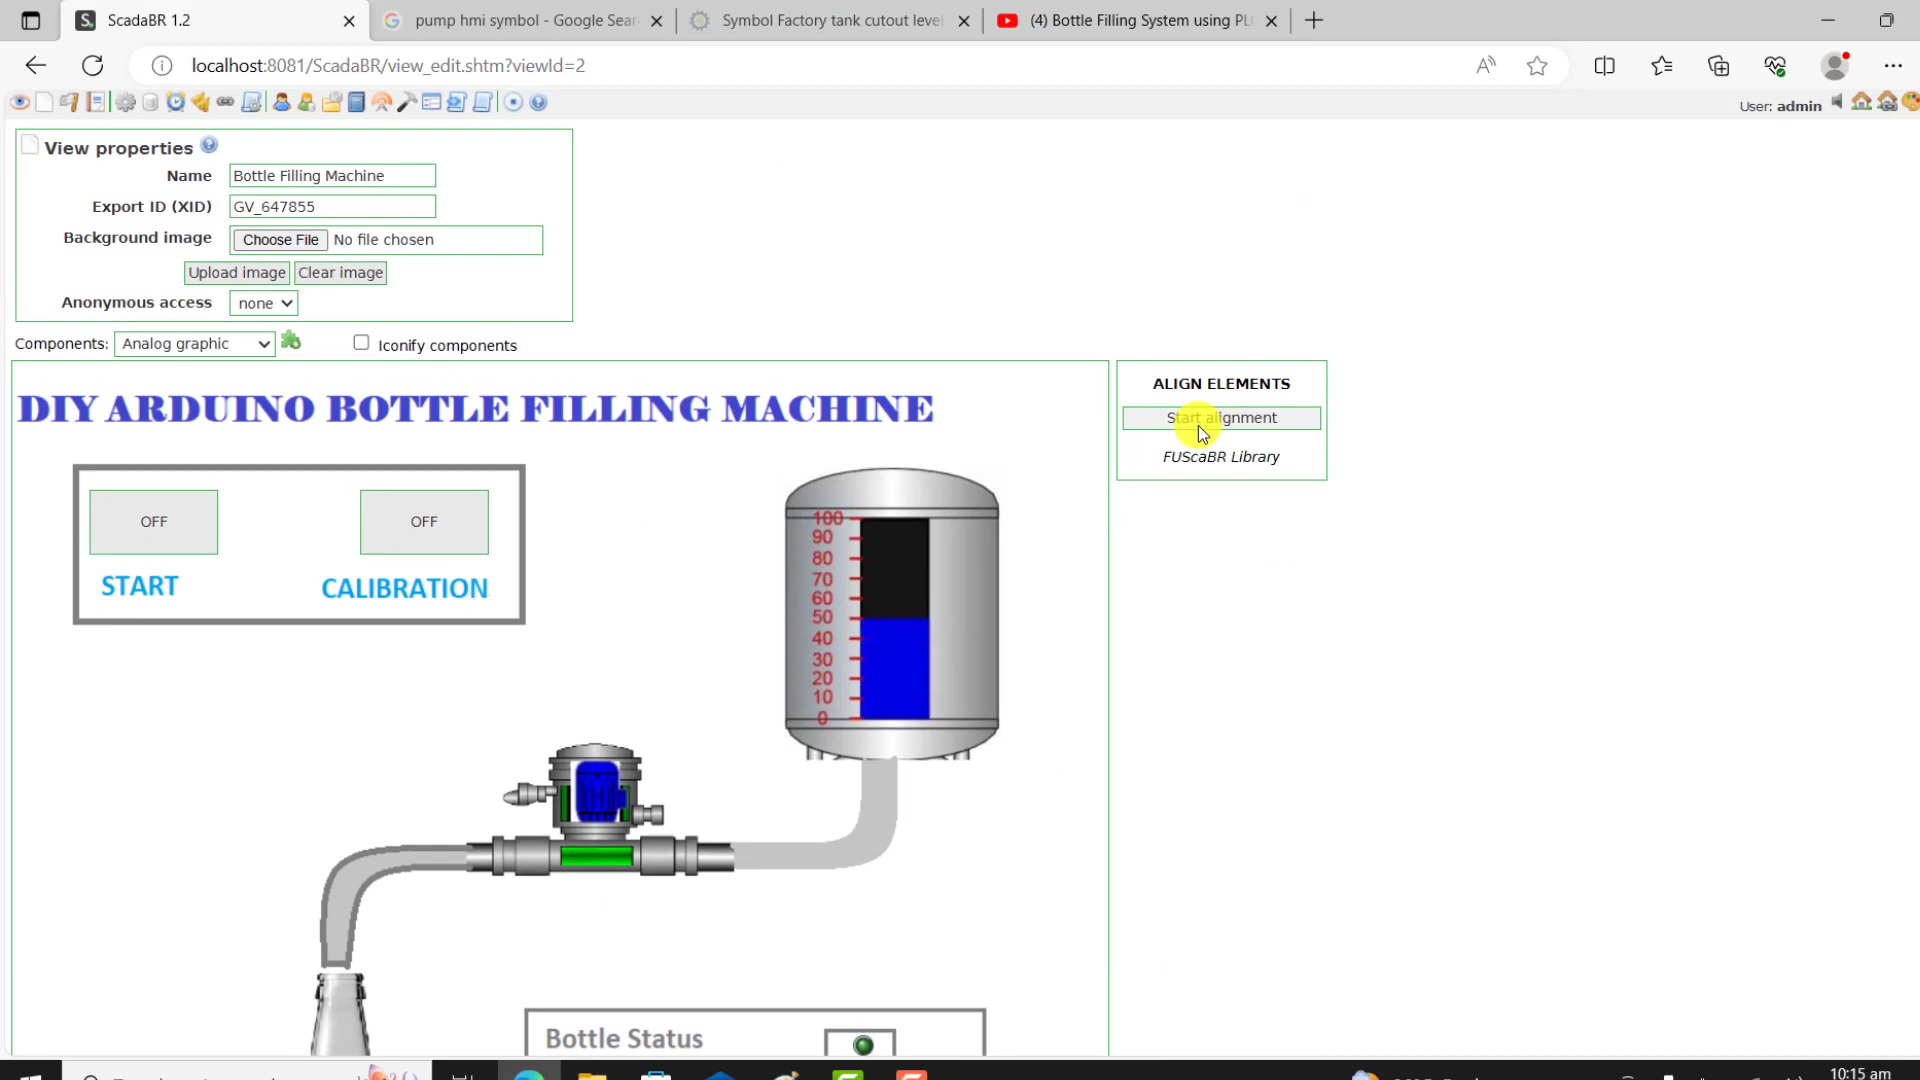 ScadaBR 1.2
pump hmi symbol - Google Sear
Symbol Factory tank cutout level
(4) Bottle Filling System using PL
localhost:8081/ScadaBR/view_edit.shtm?viewId=2
User: admin
View properties
Name
Bottle Filling Machine
Export ID (XID)
GV_647855
Background image
Choose File No file chosen
Upload image
Clear image
Anonymous access
none
Components:
Analog graphic
Iconify components
ALIGN ELEMENTS
Start alignment
FUScaBR Library
DIY ARDUINO BOTTLE FILLING MACHINE
OFF
OFF
START
CALIBRATION
100
90
80
70
60
50
40
30
20
10
0
Bottle Status
10:15 am